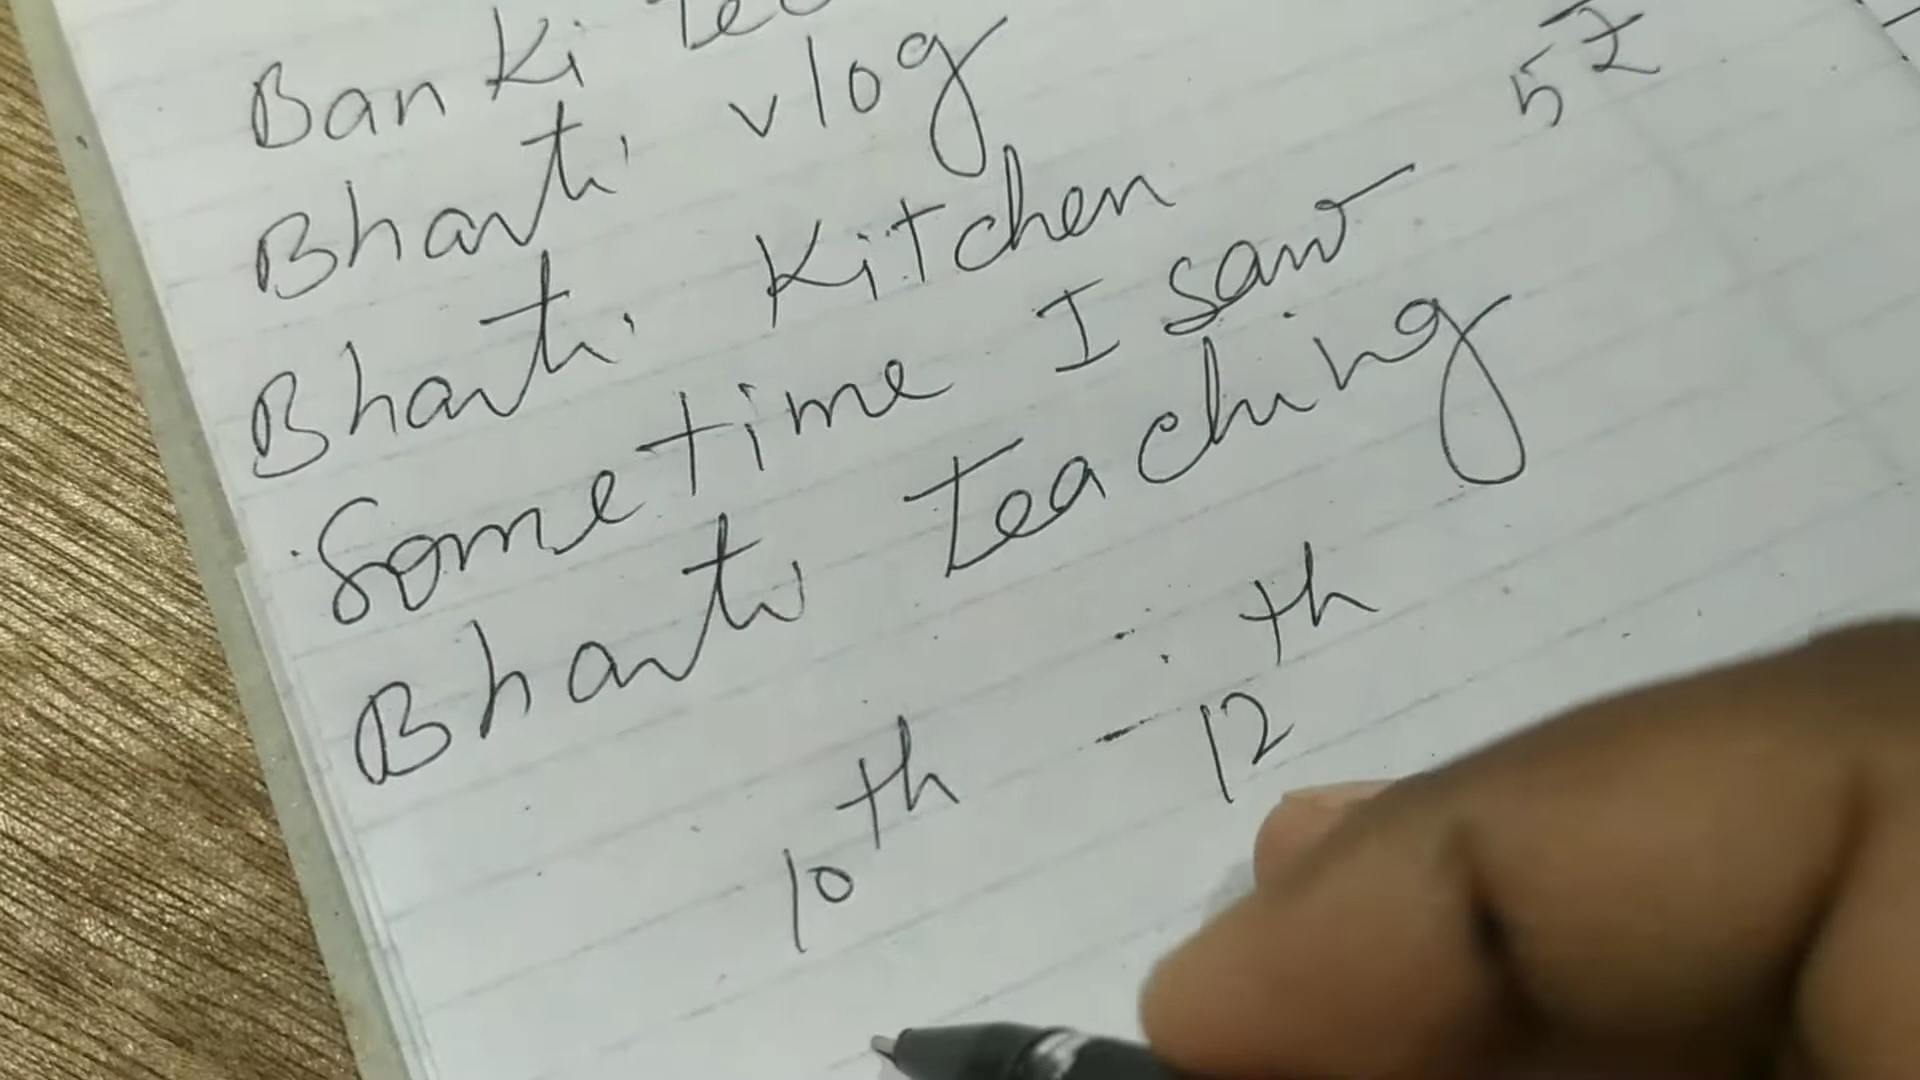 Ban Ki
Bharti vlog
Bharti Kitchen
Sometime I saw
Bharti teaching
10th - 12th